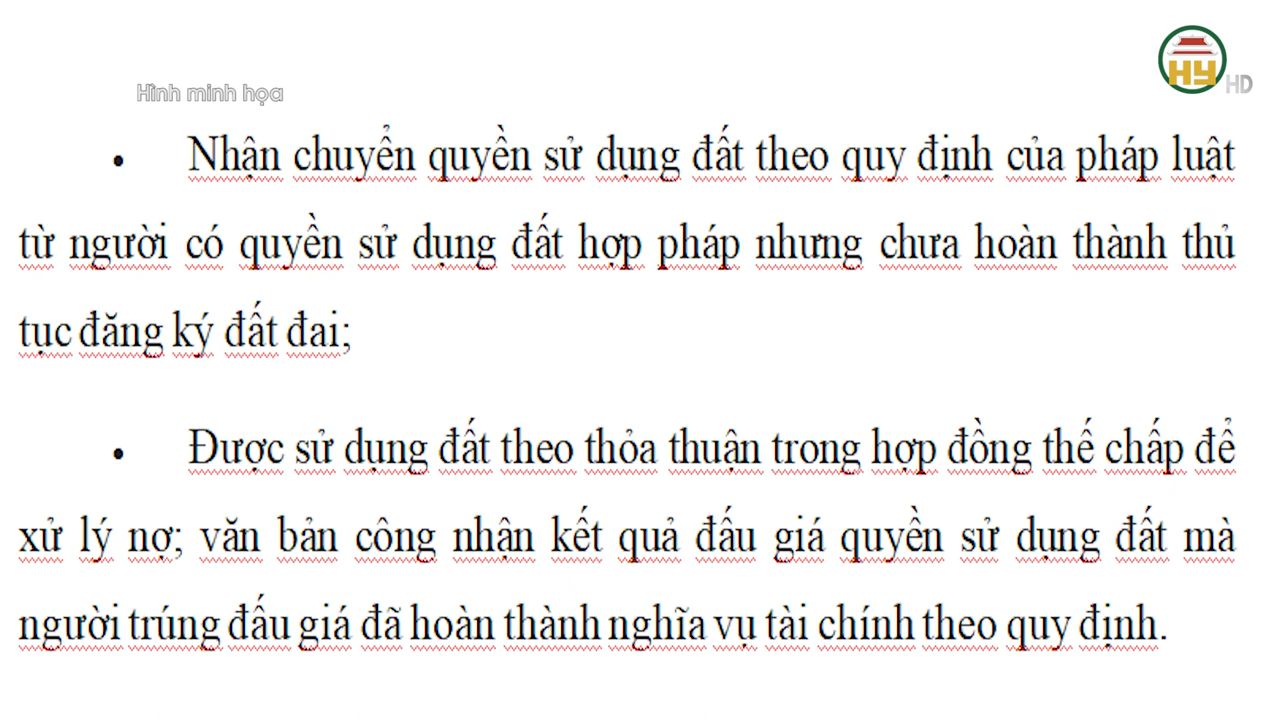 HY HD
Hình minh họa
• Nhận chuyển quyền sử dụng đất theo quy định của pháp luật
từ người có quyền sử dụng đất hợp pháp nhưng chưa hoàn thành thủ
tục đăng ký đất đai;
• Được sử dụng đất theo thỏa thuận trong hợp đồng thế chấp để
xử lý nợ; văn bản công nhận kết quả đấu giá quyền sử dụng đất mà
người trúng đấu giá đã hoàn thành nghĩa vụ tài chính theo quy định.